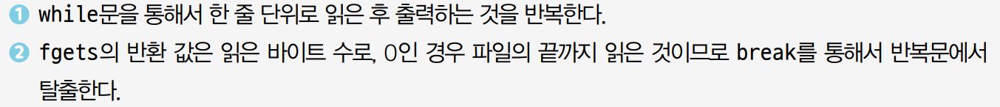 ❶ while문을 통해서 한 줄 단위로 읽은 후 출력하는 것을 반복한다.
❷ fgets의 반환 값은 읽은 바이트 수로, 0인 경우 파일의 끝까지 읽은 것이므로 break를 통해서 반복문에서
탈출한다.